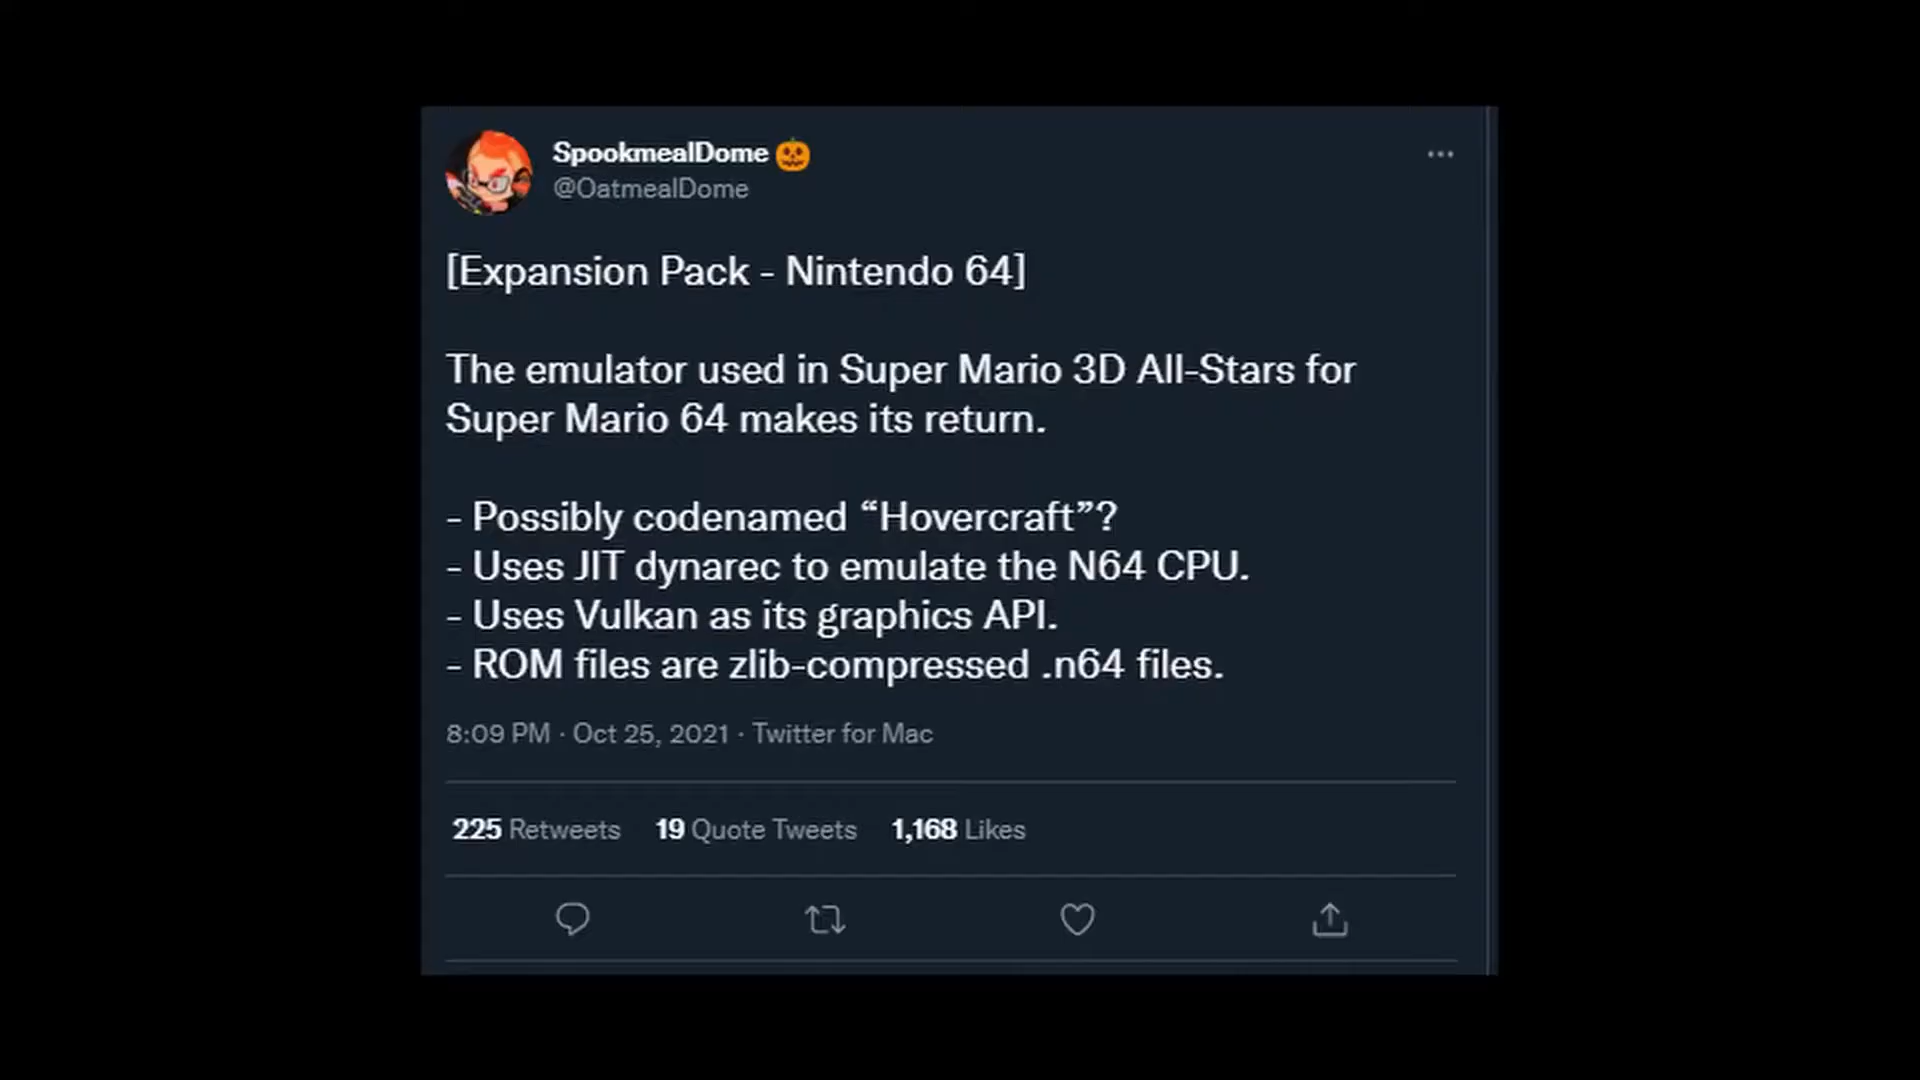 SpookmealDome 🎃
@OatmealDome
[Expansion Pack - Nintendo 64]
The emulator used in Super Mario 3D All-Stars for
Super Mario 64 makes its return.
- Possibly codenamed “Hovercraft”?
- Uses JIT dynarec to emulate the N64 CPU.
- Uses Vulkan as its graphics API.
- ROM files are zlib-compressed .n64 files.
8:09 PM · Oct 25, 2021 · Twitter for Mac
225 Retweets 19 Quote Tweets 1,168 Likes